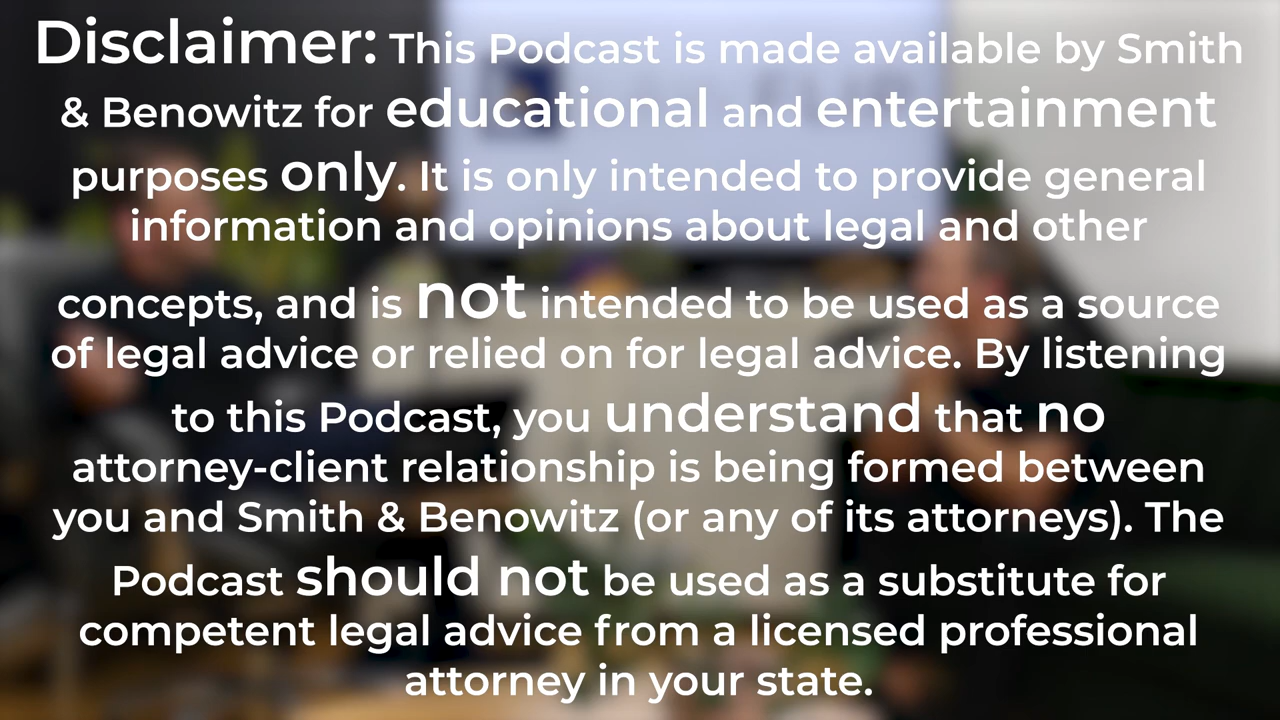 Disclaimer: This Podcast is made available by Smith
& Benowitz for educational and entertainment
purposes only. It is only intended to provide general
information and opinions about legal and other
concepts, and is not intended to be used as a source
of legal advice or relied on for legal advice. By listening
to this Podcast, you understand that no
attorney-client relationship is being formed between
you and Smith & Benowitz (or any of its attorneys). The
Podcast should not be used as a substitute for
competent legal advice from a licensed professional
attorney in your state.